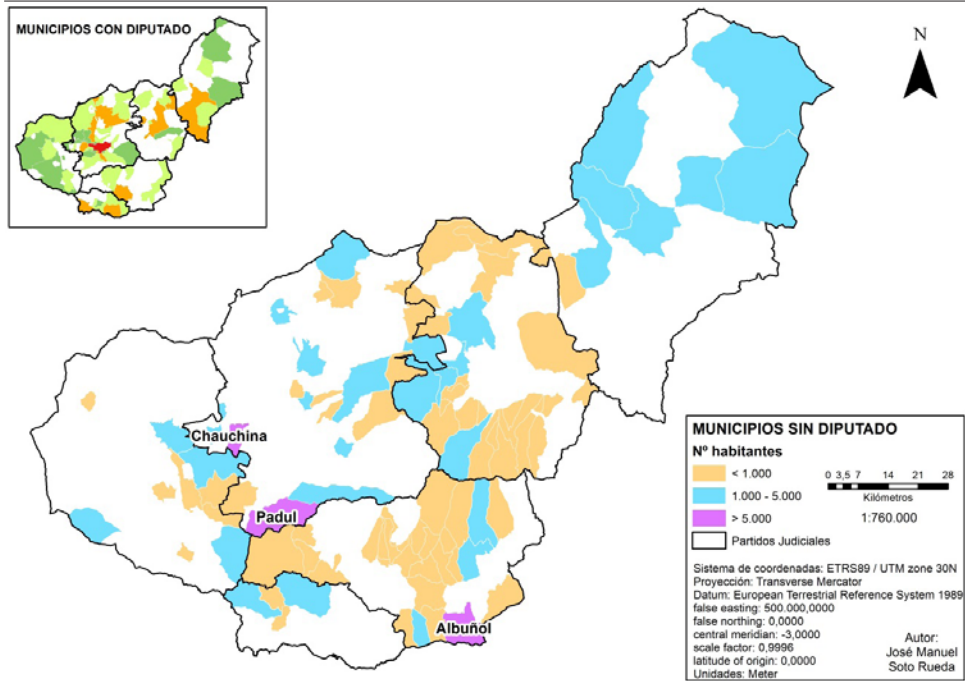 MUNICIPIOS CON DIPUTADO
N
Chauchina
Padul
Albuñol
MUNICIPIOS SIN DIPUTADO
Nº habitantes
< 1.000
1.000 - 5.000
> 5.000
Partidos Judiciales
0 3,5 7 14 21 28
Kilómetros
1:760.000
Sistema de coordenadas: ETRS89 / UTM zone 30N
Proyección: Transverse Mercator
Datum: European Terrestrial Reference System 1989
false easting: 500.000,0000
false northing: 0,0000
central meridian: -3,0000
scale factor: 0,9996
latitude of origin: 0,0000
Unidades: Meter
Autor:
José Manuel
Soto Rueda